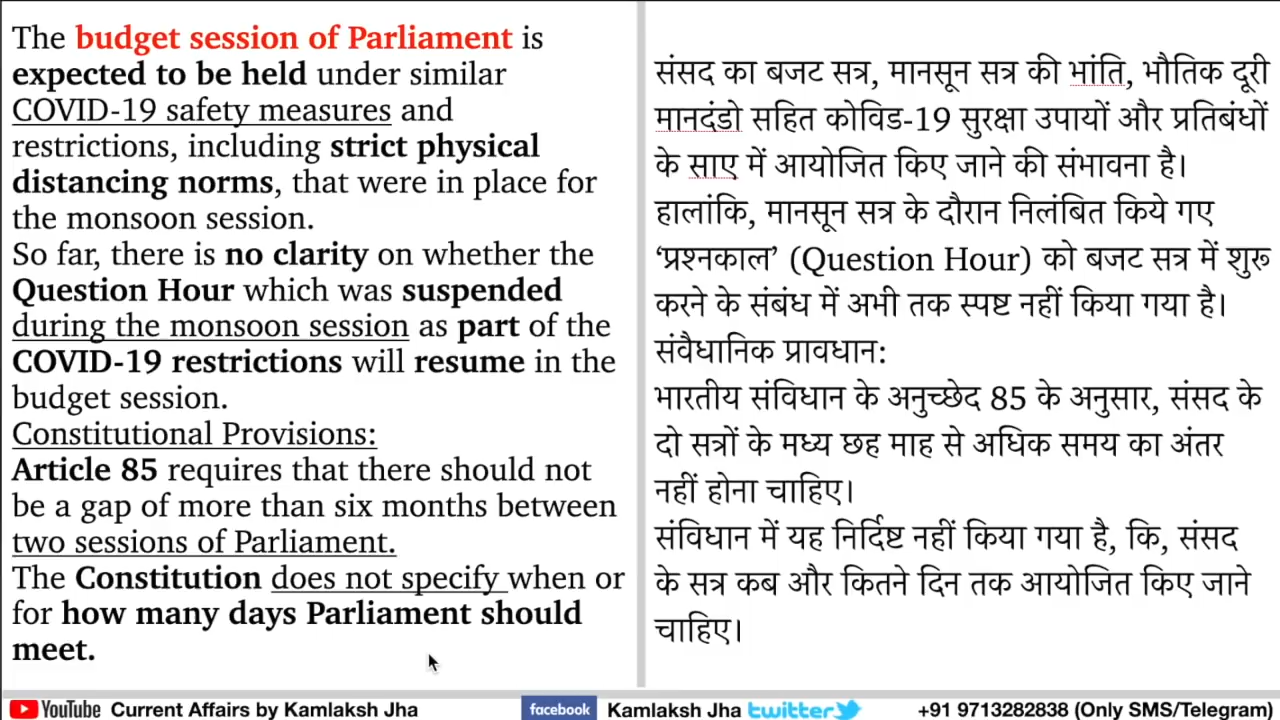 The budget session of Parliament is
expected to be held under similar
COVID-19 safety measures and
restrictions, including strict physical
distancing norms, that were in place for
the monsoon session.
So far, there is no clarity on whether the
Question Hour which was suspended
during the monsoon session as part of the
COVID-19 restrictions will resume in the
budget session.
Constitutional Provisions:
Article 85 requires that there should not
be a gap of more than six months between
two sessions of Parliament.
The Constitution does not specify when or
for how many days Parliament should
meet.
संसद का बजट सत्र, मानसून सत्र की भांति, भौतिक दूरी
मानदंडो सहित कोविड-19 सुरक्षा उपायों और प्रतिबंधों
के साए में आयोजित किए जाने की संभावना है।
हालांकि, मानसून सत्र के दौरान निलंबित किये गए
‘प्रश्नकाल’ (Question Hour) को बजट सत्र में शुरू
करने के संबंध में अभी तक स्पष्ट नहीं किया गया है।
संवैधानिक प्रावधान:
भारतीय संविधान के अनुच्छेद 85 के अनुसार, संसद के
दो सत्रों के मध्य छह माह से अधिक समय का अंतर
नहीं होना चाहिए।
संविधान में यह निर्दिष्ट नहीं किया गया है, कि, संसद
के सत्र कब और कितने दिन तक आयोजित किए जाने
चाहिए।
YouTube Current Affairs by Kamlaksh Jha facebook Kamlaksh Jha twitter +91 9713282838 (Only SMS/Telegram)